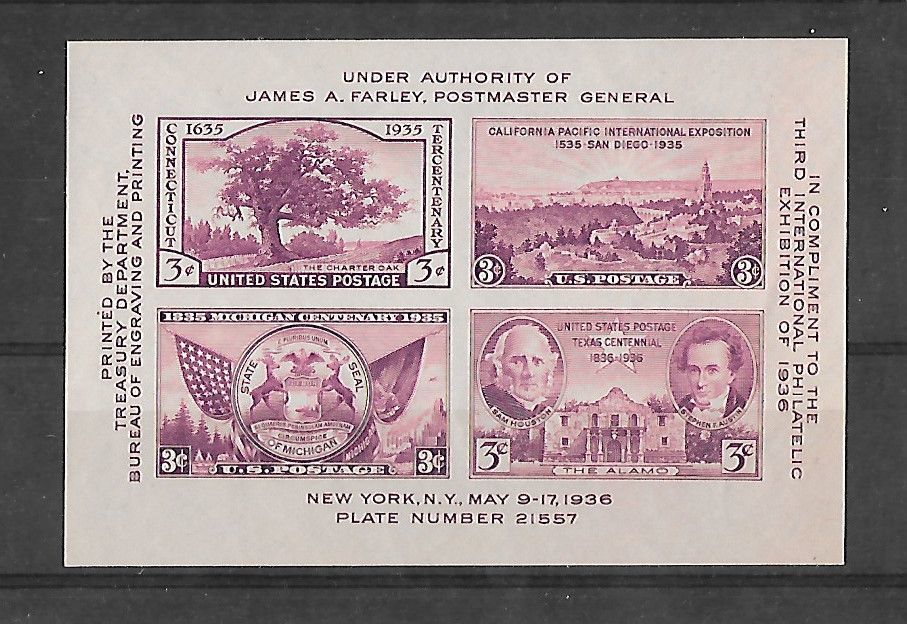 UNDER AUTHORITY OF
JAMES A. FARLEY, POSTMASTER GENERAL
PRINTED BY THE
TREASURY DEPARTMENT,
BUREAU OF ENGRAVING AND PRINTING
1635 1935
CONNECTICUT
TERCENTENARY
THE CHARTER OAK
3¢ UNITED STATES POSTAGE 3¢
CALIFORNIA PACIFIC INTERNATIONAL EXPOSITION
1535·SAN DIEGO·1935
3¢ U.S. POSTAGE 3¢
1835 MICHIGAN CENTENARY 1935
E PLURIBUS UNUM
STATE SEAL
CIRCUMSPICE
OF MICHIGAN
3¢ U.S. POSTAGE 3¢
UNITED STATES POSTAGE
TEXAS CENTENNIAL
1836-1936
SAM HOUSTON
STEPHEN F. AUSTIN
3¢ THE ALAMO 3¢
IN COMPLIMENT TO THE
THIRD INTERNATIONAL PHILATELIC
EXHIBITION OF 1936
NEW YORK, N.Y., MAY 9-17, 1936
PLATE NUMBER 21557